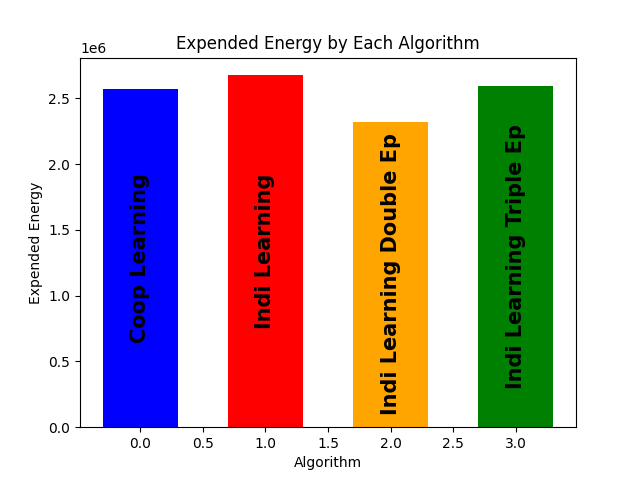 Expended Energy by Each Algorithm
1e6
Expended Energy
2.5
2.0
1.5
1.0
0.5
0.0
Coop Learning
Indi Learning
Indi Learning Double Ep
Indi Learning Triple Ep
0.0 0.5 1.0 1.5 2.0 2.5 3.0
Algorithm